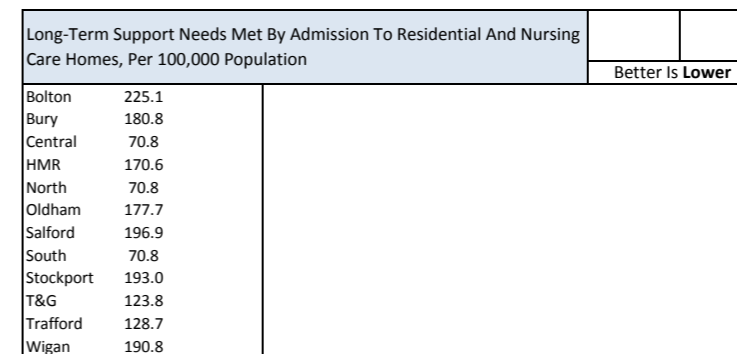 Long-Term Support Needs Met By Admission To Residential And Nursing
Care Homes, Per 100,000 Population
Better Is Lower
Bolton 225.1
Bury 180.8
Central 70.8
HMR 170.6
North 70.8
Oldham 177.7
Salford 196.9
South 70.8
Stockport 193.0
T&G 123.8
Trafford 128.7
Wigan 190.8